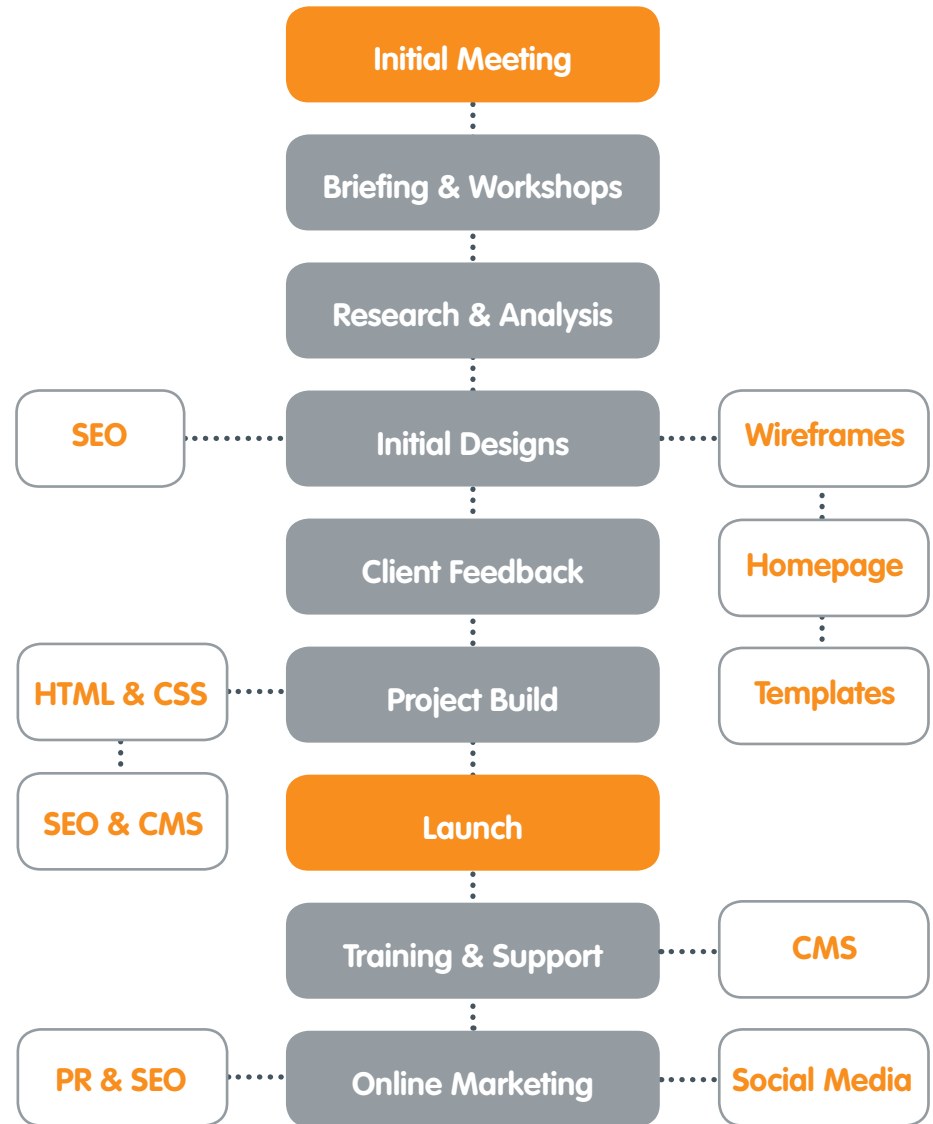 Initial Meeting
Briefing & Workshops
Research & Analysis
SEO
Initial Designs
Wireframes
Client Feedback
Homepage
HTML & CSS
Project Build
Templates
SEO & CMS
Launch
Training & Support
CMS
PR & SEO
Online Marketing
Social Media